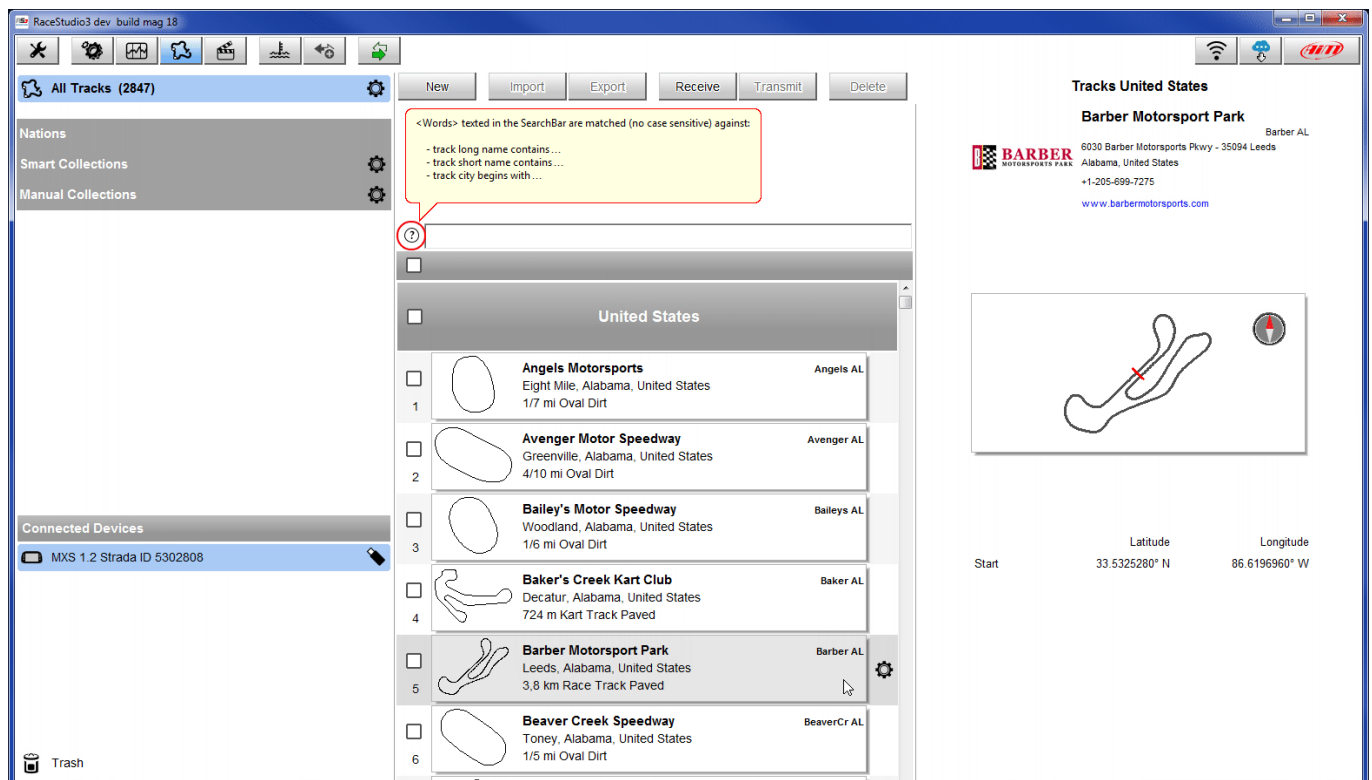 RaceStudio3 dev build mag 18
AiM
All Tracks (2847)
Nations
Smart Collections
Manual Collections
Connected Devices
MXS 1.2 Strada ID 5302808
Trash
New
Import
Export
Receive
Transmit
Delete
<Words> texted in the SearchBar are matched (no case sensitive) against:
- track long name contains...
- track short name contains...
- track city begins with ...
?
United States
Angels Motorsports
Angels AL
Eight Mile, Alabama, United States
1/7 mi Oval Dirt
1
Avenger Motor Speedway
Avenger AL
Greenville, Alabama, United States
4/10 mi Oval Dirt
2
Bailey's Motor Speedway
Baileys AL
Woodland, Alabama, United States
1/6 mi Oval Dirt
3
Baker's Creek Kart Club
Baker AL
Decatur, Alabama, United States
724 m Kart Track Paved
4
Barber Motorsport Park
Barber AL
Leeds, Alabama, United States
3,8 km Race Track Paved
5
Beaver Creek Speedway
BeaverCr AL
Toney, Alabama, United States
1/5 mi Oval Dirt
6
Tracks United States
Barber Motorsport Park
Barber AL
BARBER
MOTORSPORTS PARK
6030 Barber Motorsports Pkwy - 35094 Leeds
Alabama, United States
+1-205-699-7275
www.barbermotorsports.com
Latitude
Longitude
Start
33.5325280° N
86.6196960° W